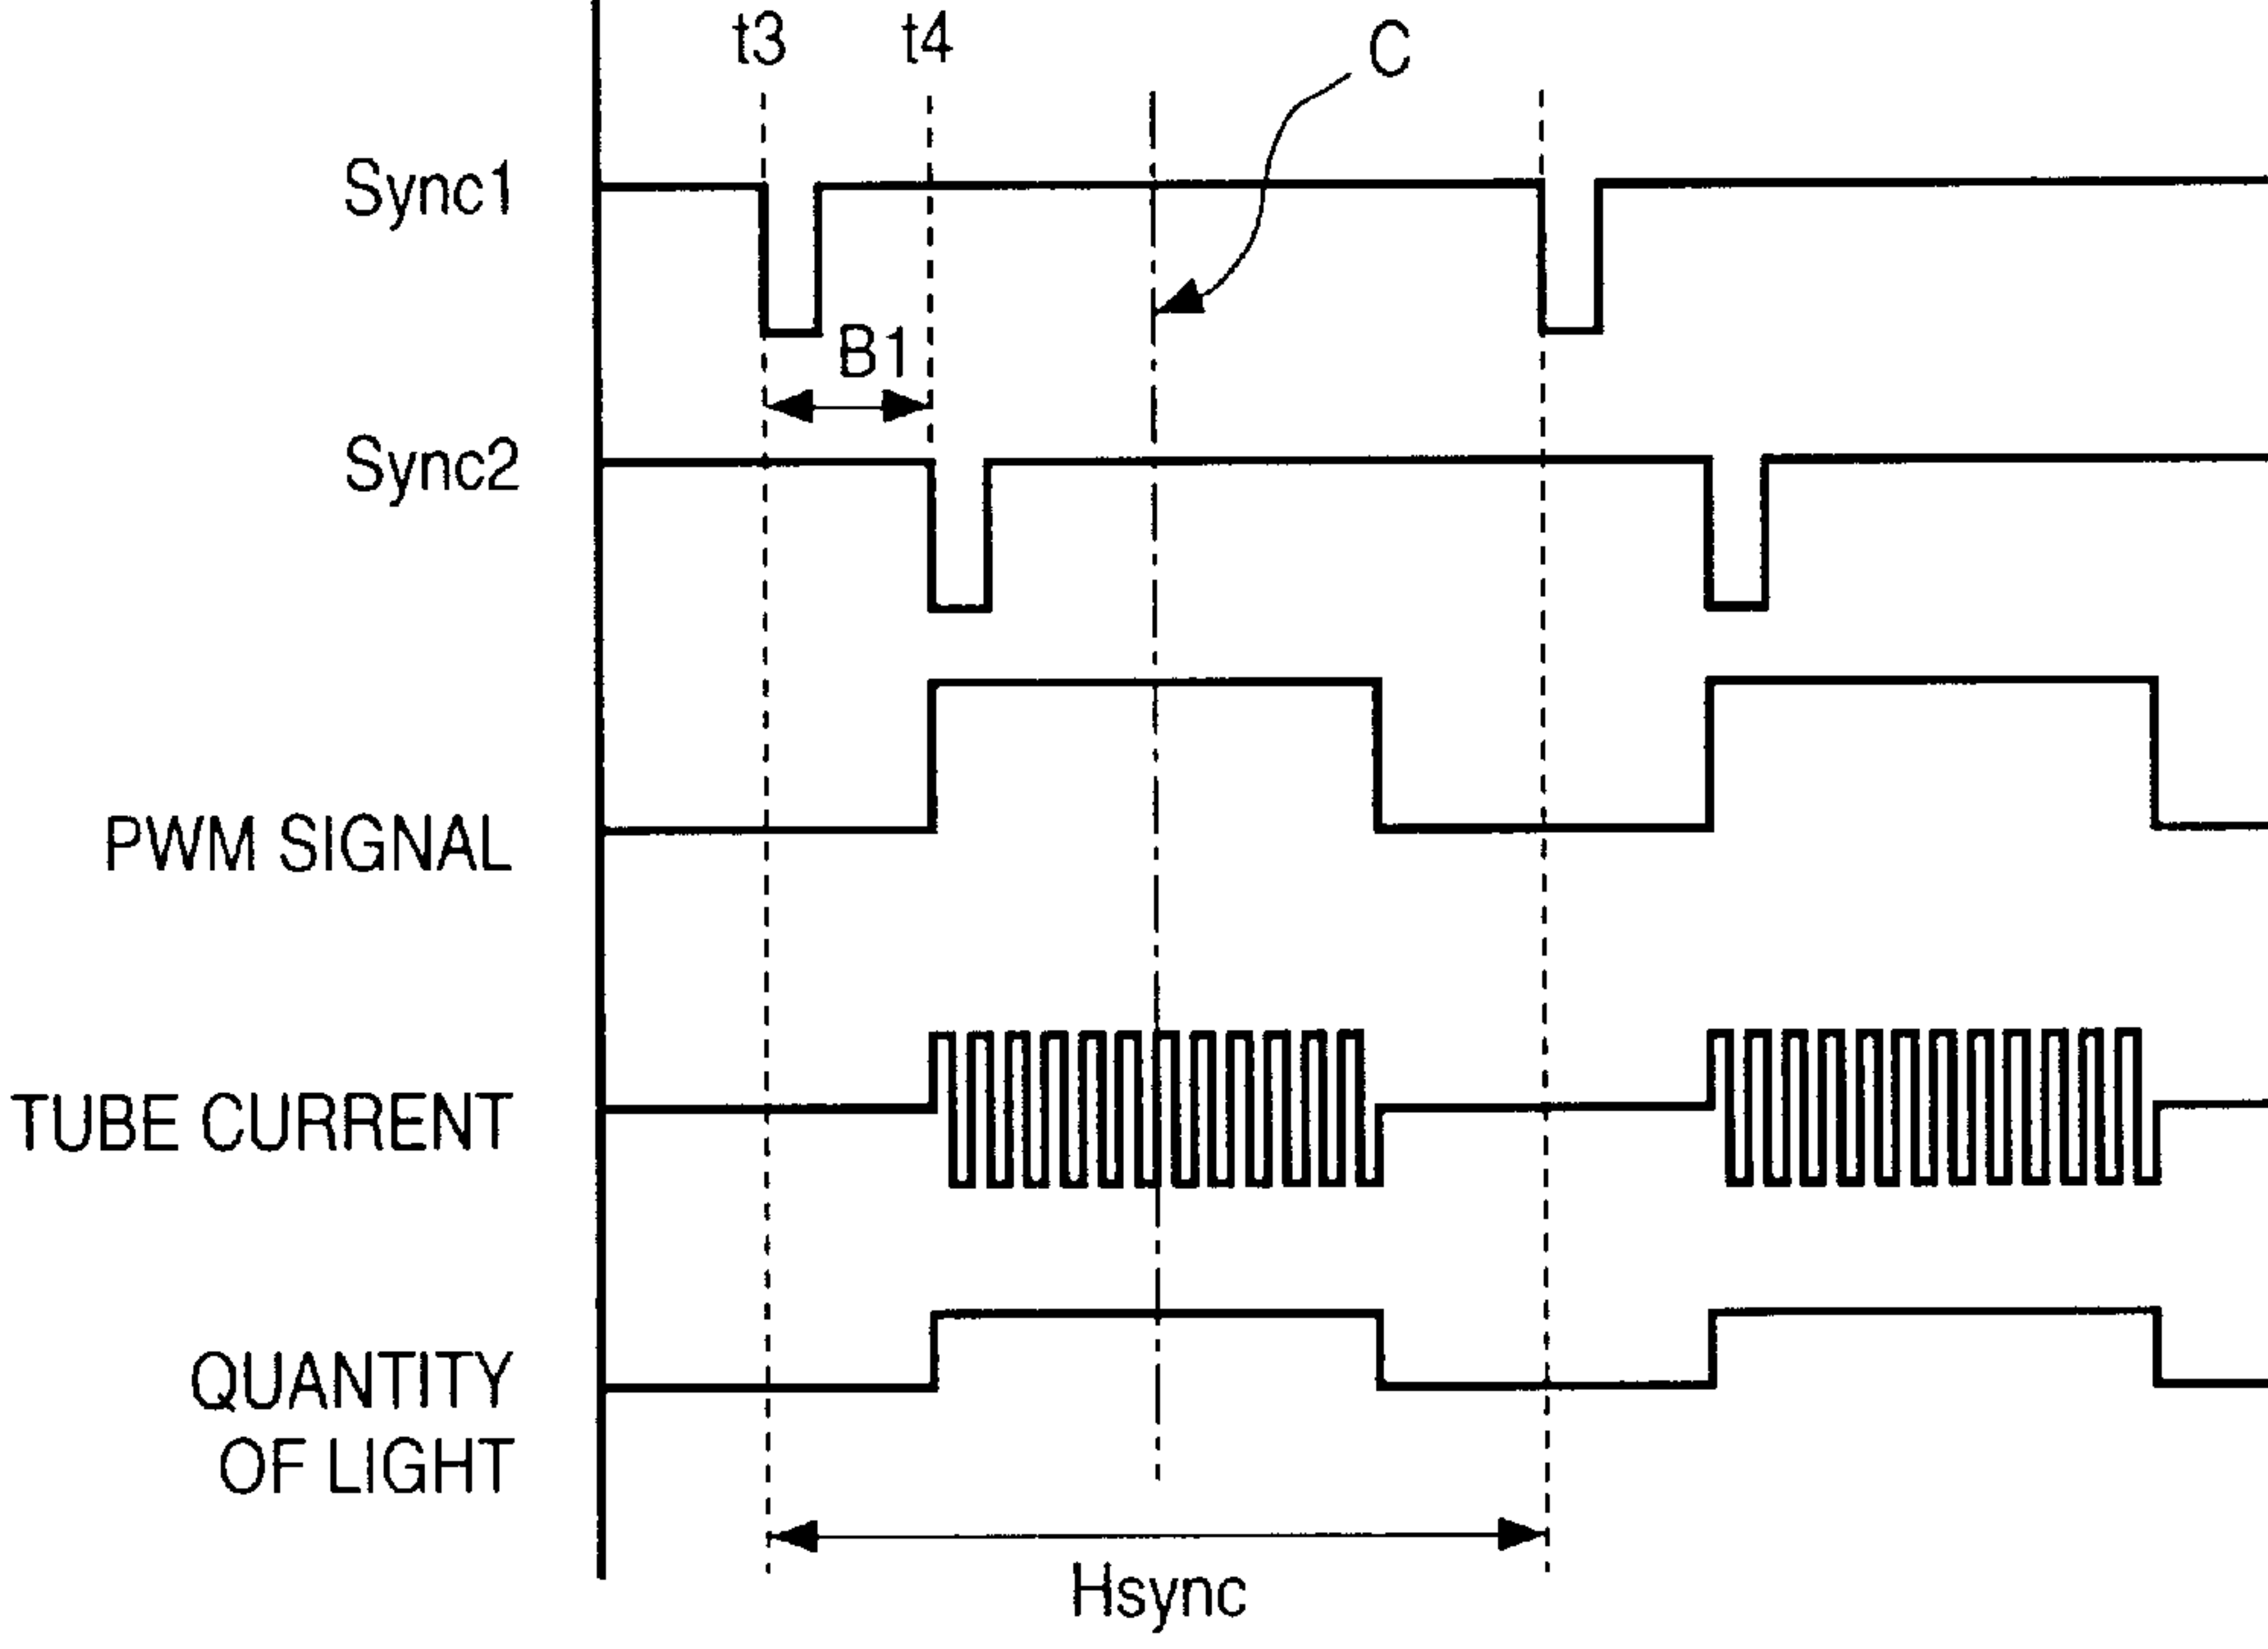 t3
t4
C
Sync1
B1
Sync2
PWM SIGNAL
TUBE CURRENT
QUANTITY
OF LIGHT
Hsync